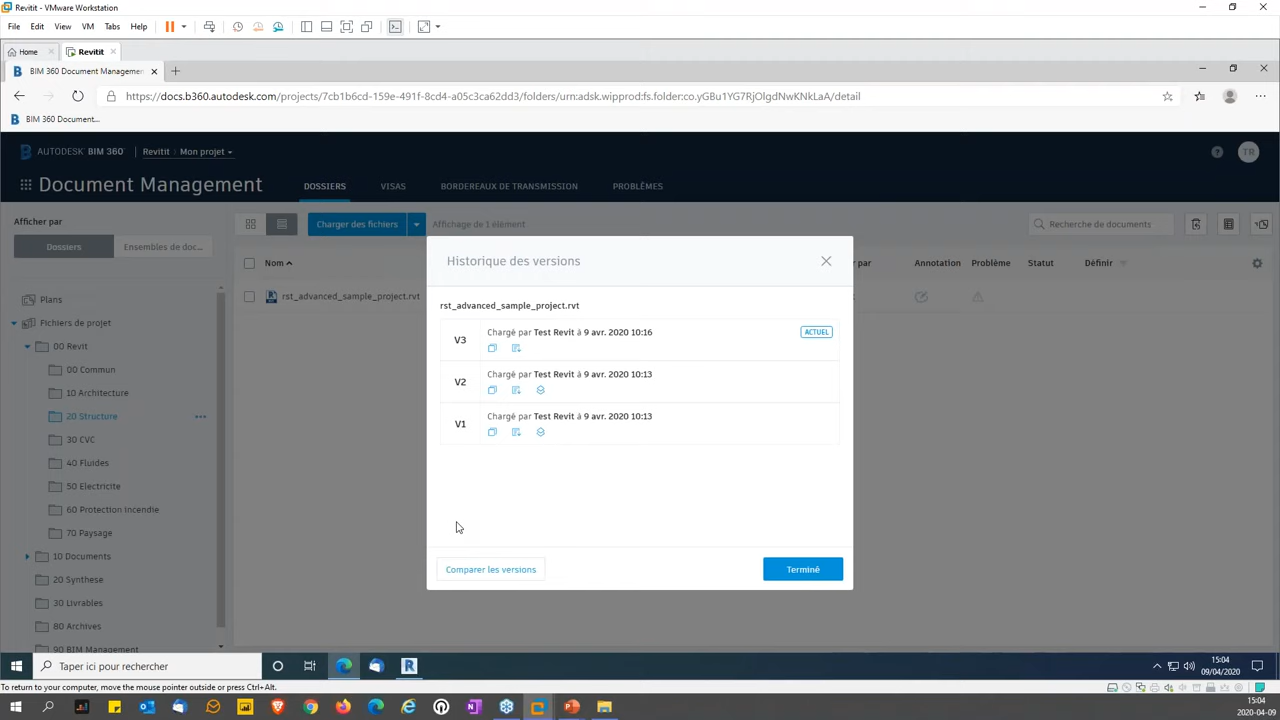 Revitit - VMware Workstation
File Edit View VM Tabs Help
Home Revitit
BIM 360 Document Managemen
https://docs.b360.autodesk.com/projects/7cb1b6cd-159e-491f-8cd4-a05c3ca62dd3/folders/urn:adsk.wipprod:fs.folder:co.yGBu1YG7RjOlgdNwKNkLaA/detail
BIM 360 Document...
AUTODESK® BIM 360° Revitit > Mon projet TR
Document Management DOSSIERS VISAS BORDEREAUX DE TRANSMISSION PROBLÈMES
Afficher par Charger des fichiers Affichage de 1 élément Recherche de documents
Dossiers Ensembles de doc...
Nom par Annotation Problème Statut Définir
rst_advanced_sample_project.rvt
Plans
Fichiers de projet
00 Revit
00 Commun
10 Architecture
20 Structure
30 CVC
40 Fluides
50 Electricite
60 Protection incendie
70 Paysage
10 Documents
20 Synthese
30 Livrables
80 Archives
90 BIM Management
Historique des versions
rst_advanced_sample_project.rvt
V3 Chargé par Test Revit à 9 avr. 2020 10:16 ACTUEL
V2 Chargé par Test Revit à 9 avr. 2020 10:13
V1 Chargé par Test Revit à 9 avr. 2020 10:13
Comparer les versions Terminé
Taper ici pour rechercher 15:04
09/04/2020
To return to your computer, move the mouse pointer outside or press Ctrl+Alt.
15:04
2020-04-09